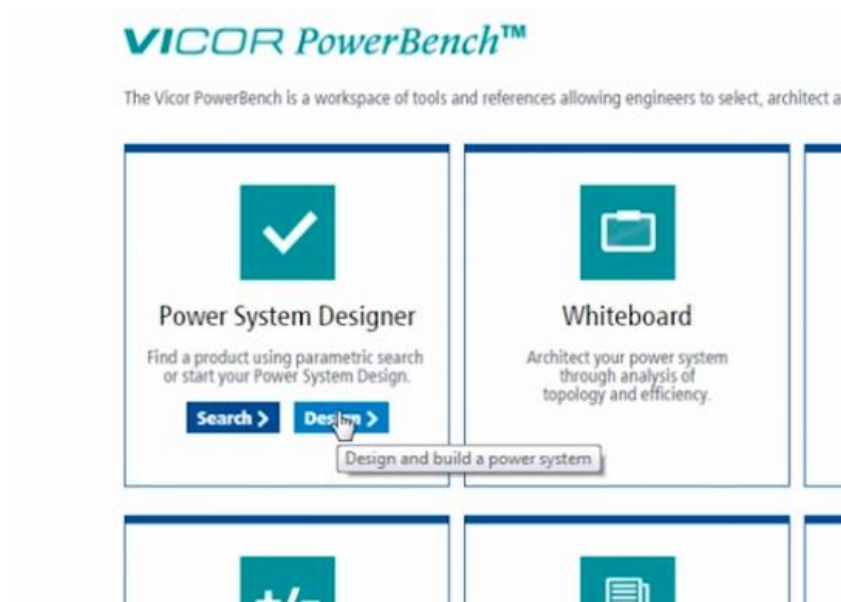 VICOR PowerBench™
The Vicor PowerBench is a workspace of tools and references allowing engineers to select, architect a
Power System Designer
Find a product using parametric search
or start your Power System Design.
Search >
Design >
Design and build a power system
Whiteboard
Architect your power system
through analysis of
topology and efficiency.
+/-